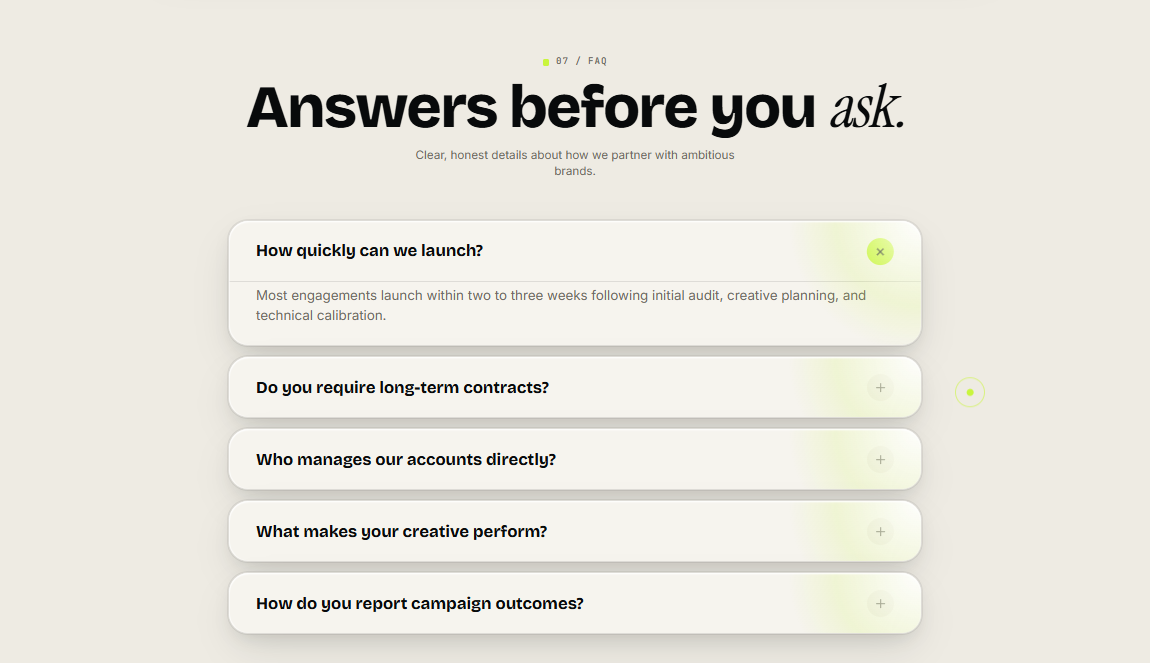 07 / FAQ
Answers before you ask.
Clear, honest details about how we partner with ambitious
brands.
How quickly can we launch?
Most engagements launch within two to three weeks following initial audit, creative planning, and
technical calibration.
Do you require long-term contracts?
Who manages our accounts directly?
What makes your creative perform?
How do you report campaign outcomes?